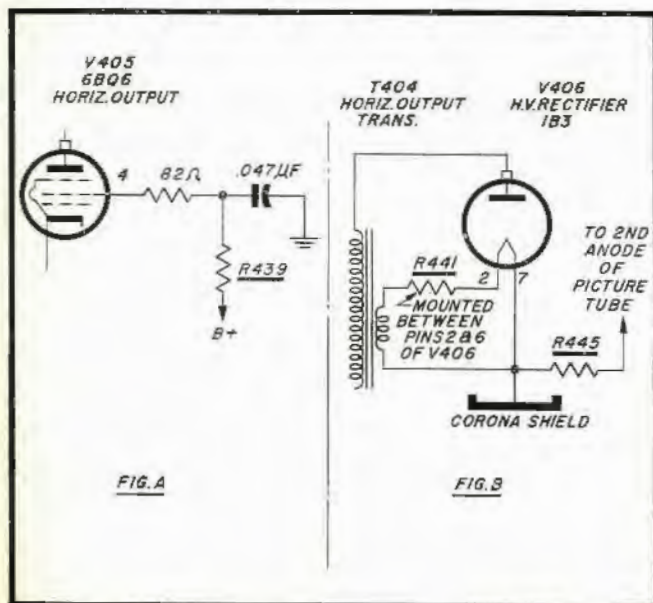 V405
6BQ6
HORIZ.OUTPUT
4
82Ω
.047µF
R439
B+
FIG.A
T404
HORIZ.OUTPUT
TRANS.
V406
H.V.RECTIFIER
1B3
R441
2
7
MOUNTED
BETWEEN
PINS 2 & 6
OF V406
TO 2ND
ANODE
OF
PICTURE
TUBE
R445
CORONA SHIELD
FIG.B